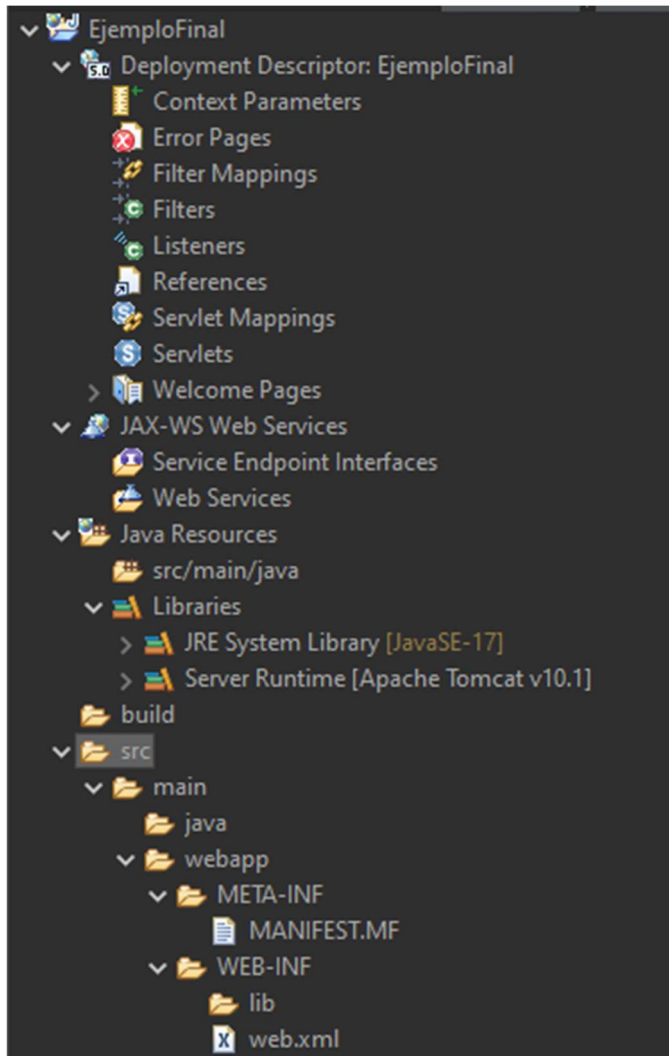 EjemploFinal
5.0 Deployment Descriptor: EjemploFinal
Context Parameters
Error Pages
Filter Mappings
Filters
Listeners
References
Servlet Mappings
Servlets
Welcome Pages
JAX-WS Web Services
Service Endpoint Interfaces
Web Services
Java Resources
src/main/java
Libraries
JRE System Library [JavaSE-17]
Server Runtime [Apache Tomcat v10.1]
build
src
main
java
webapp
META-INF
MANIFEST.MF
WEB-INF
lib
web.xml